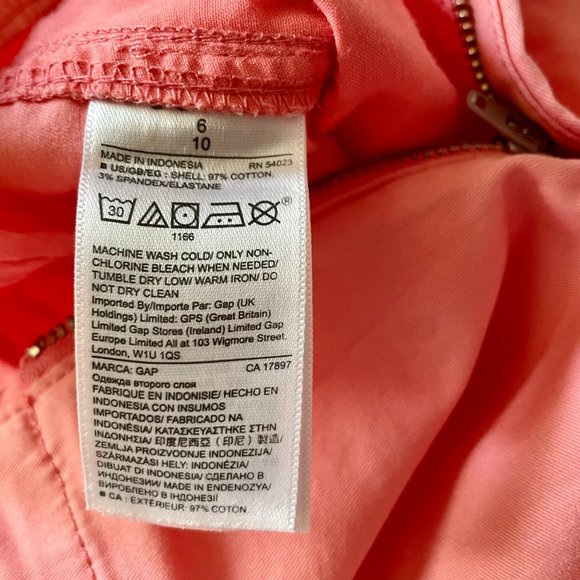 6
10
MADE IN INDONESIA RN 54023
■ US/GB/EG : SHELL: 97% COTTON.
3% SPANDEX/ELASTANE
30
®
1166
MACHINE WASH COLD/ ONLY NON-
CHLORINE BLEACH WHEN NEEDED/
TUMBLE DRY LOW/ WARM IRON/ DO
NOT DRY CLEAN
Imported By/Importe Par: Gap (UK
Holdings) Limited: GPS (Great Britain)
Limited Gap Stores (Ireland) Limited Gap
Europe Limited All at 103 Wigmore Street.
London, W1U 1QS
MARCA: GAP CA 17897
Одежда второго слоя
FABRIQUE EN INDONISIE/ HECHO EN
INDONESIA CON INSUMOS
IMPORTADOS/ FABRICADO NA
INDONÉSIA/ ΚΑΤΑΣΚΕΥΑΣΤΗΚΕ ΣΤΗΝ
ΙΝΔΟΝΗΣΙΑ/ 印度尼西亞（印尼）製造/
ZEMLJA PROIZVODNJE INDONEZIJA/
SZÁRMAZÁSI HELY: INDONÉZIA/
DIBUAT DI INDONESIA/ СДЕЛАНО В
ИНДОНЕЗИИ/ MADE IN ENDENOZYA/
ВИРОБЛЕНО В ІНДОНЕЗІЇ
■ CA : EXTERIEUR: 97% COTON.